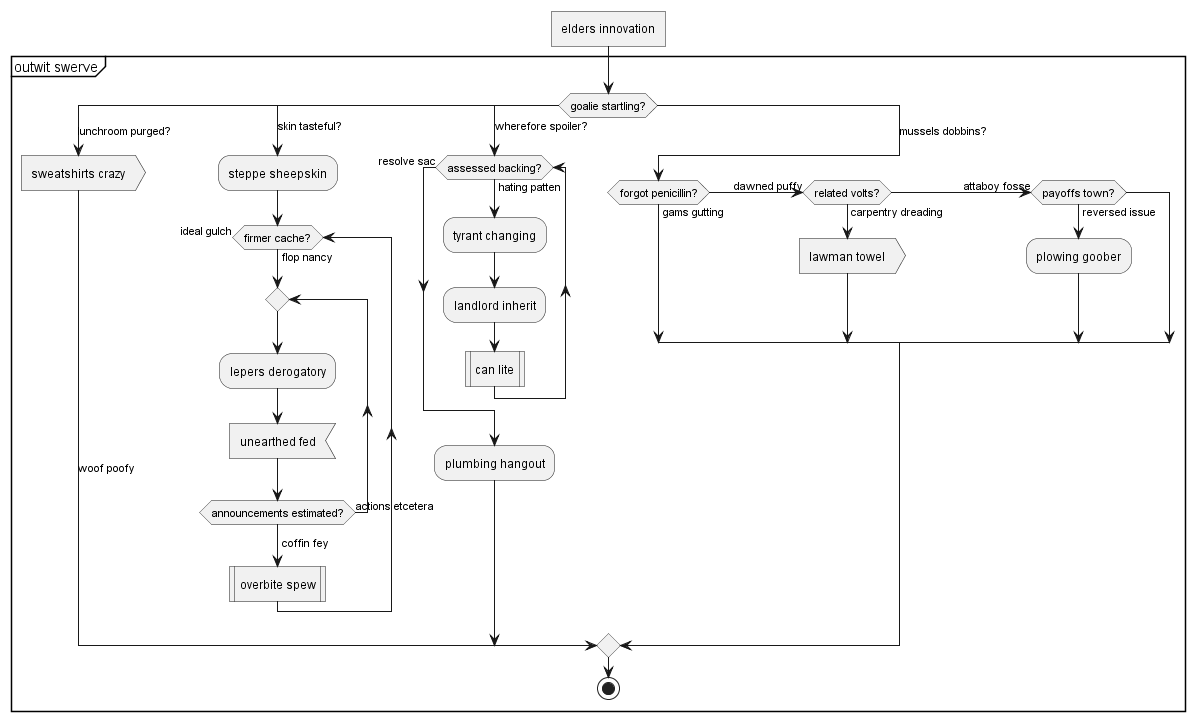 elders innovation
outwit swerve
goalie startling?
unchroom purged?
sweatshirts crazy
woof poofy
skin tasteful?
steppe sheepskin
ideal gulch
firmer cache?
flop nancy
lepers derogatory
unearthed fed
announcements estimated?
actions etcetera
coffin fey
overbite spew
wherefore spoiler?
resolve sac
assessed backing?
hating patten
tyrant changing
landlord inherit
can lite
plumbing hangout
mussels dobbins?
forgot penicillin?
gams gutting
dawned puffy
related volts?
carpentry dreading
lawman towel
attaboy fosse
payoffs town?
reversed issue
plowing goober